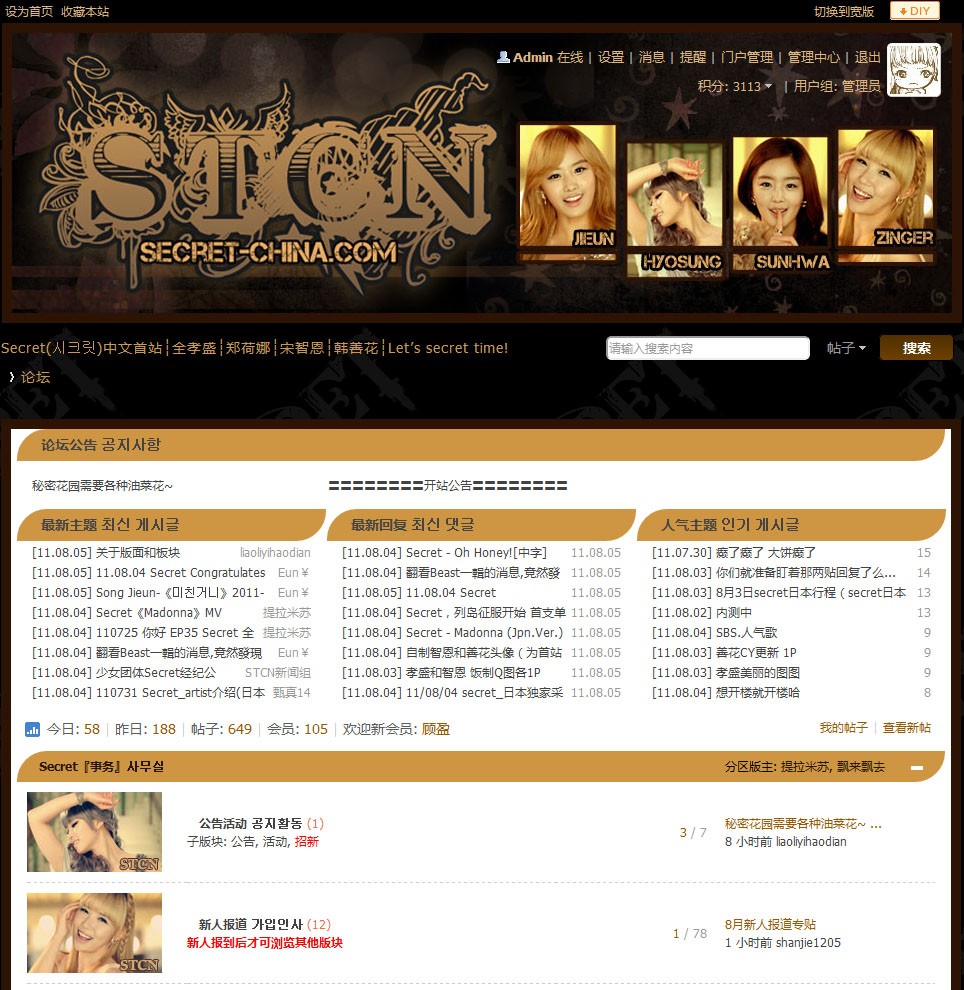 设为首页 收藏本站 切换到宽版 DIY
Admin 在线 | 设置 | 消息 | 提醒 | 门户管理 | 管理中心 | 退出
积分: 3113 | 用户组: 管理员
STCN
SECRET-CHINA.COM
JIEUN HYOSUNG SUNHWA ZINGER
Secret(시크릿)中文首站┆全孝盛┆郑荷娜┆宋智恩┆韩善花┆Let's secret time! 请输入搜索内容 帖子 搜索
论坛
论坛公告 공지사항
秘密花园需要各种油菜花~ 〓〓〓〓〓〓〓〓开站公告〓〓〓〓〓〓〓〓
最新主题 최신 게시글
[11.08.05] 关于版面和板块 liaoliyihaodian
[11.08.05] 11.08.04 Secret Congratulates Eun￥
[11.08.05] Song Jieun-《미친거니》2011- Eun￥
[11.08.04] Secret《Madonna》MV 提拉米苏
[11.08.04] 110725 你好 EP35 Secret 全 提拉米苏
[11.08.04] 翻看Beast一輯的消息,竟然發現 Eun￥
[11.08.04] 少女团体Secret经纪公 STCN新闻组
[11.08.04] 110731 Secret_artist介绍(日本 甄真14
最新回复 최신 댓글
[11.08.04] Secret - Oh Honey![中字] 11.08.05
[11.08.04] 翻看Beast一輯的消息,竟然發 11.08.05
[11.08.05] 11.08.04 Secret 11.08.05
[11.08.04] Secret，列岛征服开始 首支单 11.08.05
[11.08.04] Secret - Madonna (Jpn.Ver.) 11.08.05
[11.08.04] 自制智恩和善花头像（为首站 11.08.05
[11.08.03] 孝盛和智恩 饭制Q图各1P 11.08.05
[11.08.04] 11/08/04 secret_日本独家采 11.08.05
人气主题 인기 게시글
[11.07.30] 癫了癫了 大饼癫了 15
[11.08.03] 你们就准备盯着那两贴回复了么... 14
[11.08.03] 8月3日secret日本行程（secret日本 13
[11.08.02] 内测中 13
[11.08.04] SBS.人气歌 9
[11.08.03] 善花CY更新 1P 9
[11.08.03] 孝盛美丽的图图 9
[11.08.04] 想开楼就开楼哈 8
今日: 58 | 昨日: 188 | 帖子: 649 | 会员: 105 | 欢迎新会员: 顾盈 我的帖子 | 查看新帖
Secret『事务』사무실 分区版主: 提拉米苏, 飘来飘去
STCN
公告活动 공지활동 (1)
子版块: 公告, 活动, 招新
3 / 7
秘密花园需要各种油菜花~ ...
8 小时前 liaoliyihaodian
STCN
新人报道 가입인사 (12)
新人报到后才可浏览其他版块
1 / 78
8月新人报道专贴
1 小时前 shanjie1205